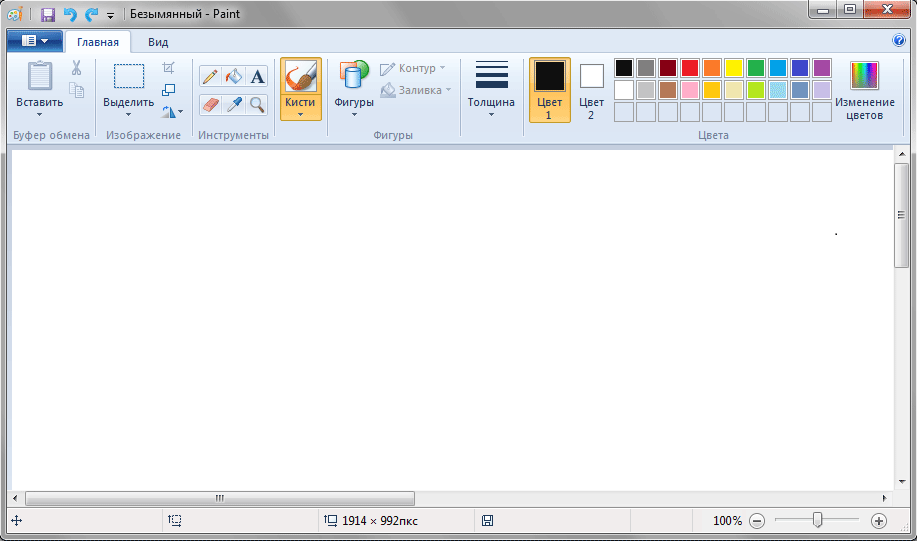 Безымянный - Paint
Главная Вид
Вставить
Выделить
A
Кисти
Фигуры
Контур
Заливка
Толщина
Цвет 1
Цвет 2
Изменение цветов
Буфер обмена Изображение Инструменты Фигуры Цвета
1914 × 992пкс 100%